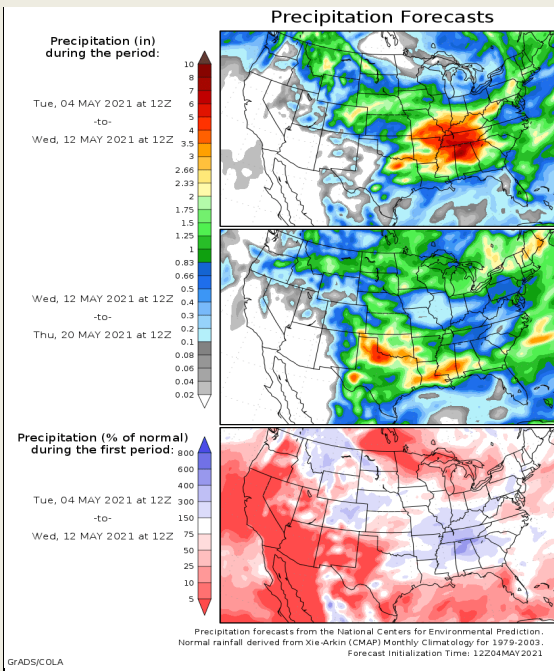 Precipitation Forecasts
Precipitation (in)
during the period:
Tue, 04 MAY 2021 at 12Z
-to-
Wed, 12 MAY 2021 at 12Z
10
8
7
6
5
4
3.5
3
2.66
2.33
2
1.75
1.5
1.25
1
0.83
0.66
0.5
0.4
0.3
0.2
0.1
0.08
0.06
0.04
0.02
Wed, 12 MAY 2021 at 12Z
-to-
Thu, 20 MAY 2021 at 12Z
Precipitation (% of normal)
during the first period:
Tue, 04 MAY 2021 at 12Z
-to-
Wed, 12 MAY 2021 at 12Z
800
600
400
300
150
75
50
25
10
5
Precipitation forecasts from the National Centers for Environmental Prediction.
Normal rainfall derived from Xie-Arkin (CMAP) Monthly Climatology for 1979-2003.
Forecast Initialization Time: 12Z04MAY2021
GrADS/COLA